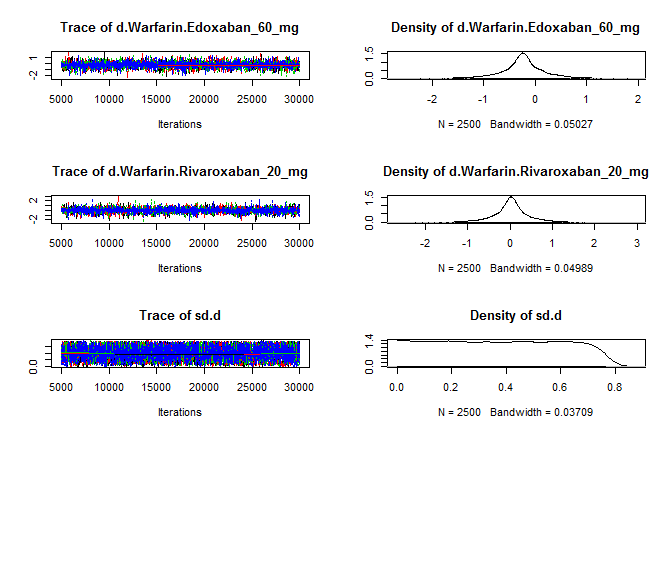 Trace of d.Warfarin.Edoxaban_60_mg
1
-2
5000 10000 15000 20000 25000 30000
Iterations
Density of d.Warfarin.Edoxaban_60_mg
1.5
0.0
-2 -1 0 1 2
N = 2500 Bandwidth = 0.05027
Trace of d.Warfarin.Rivaroxaban_20_mg
2
-2
5000 10000 15000 20000 25000 30000
Iterations
Density of d.Warfarin.Rivaroxaban_20_mg
1.5
0.0
-2 -1 0 1 2 3
N = 2500 Bandwidth = 0.04989
Trace of sd.d
0.0
5000 10000 15000 20000 25000 30000
Iterations
Density of sd.d
1.4
0.0
0.0 0.2 0.4 0.6 0.8
N = 2500 Bandwidth = 0.03709